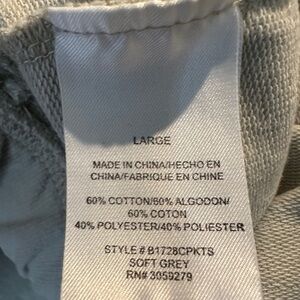 LARGE
MADE IN CHINA/HECHO EN
CHINA/FABRIQUE EN CHINE
60% COTTON/60% ALGODON/
60% COTON
40% POLYESTER/40% POLIESTER
STYLE # B1728CPKTS
SOFT GREY
RN# 3059279